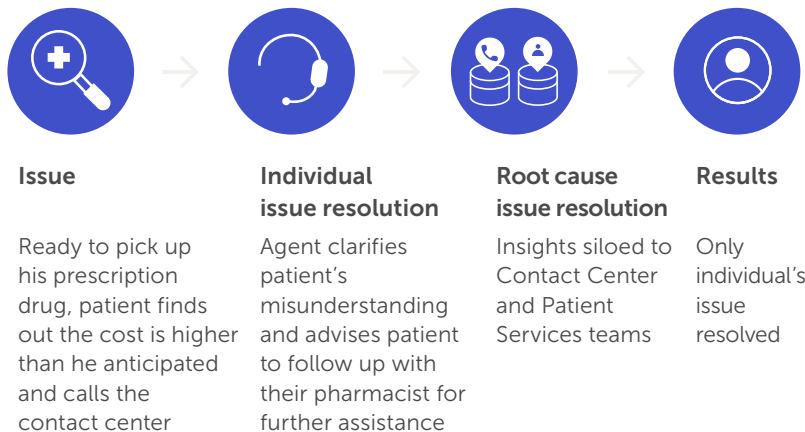 Issue
Ready to pick up
his prescription
drug, patient finds
out the cost is higher
than he anticipated
and calls the
contact center
Individual
issue resolution
Agent clarifies
patient’s
misunderstanding
and advises patient
to follow up with
their pharmacist for
further assistance
Root cause
issue resolution
Insights siloed to
Contact Center
and Patient
Services teams
Results
Only
individual’s
issue
resolved